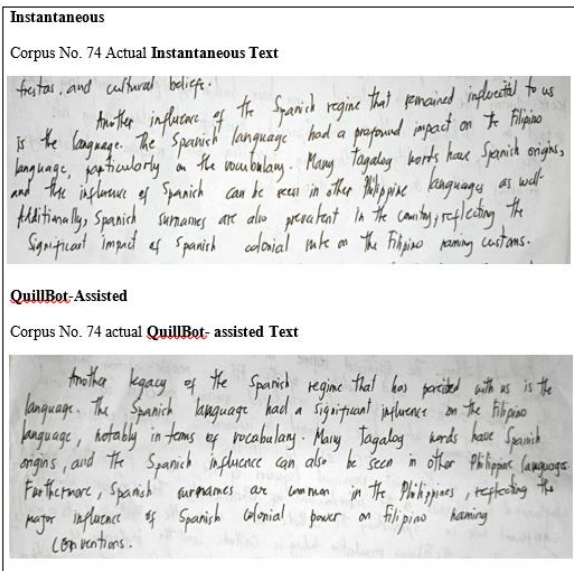 Instantaneous
Corpus No. 74 Actual Instantaneous Text
fiestas, and cultural beliefs.
Another influence of the Spanish regime that remained influential to us
is the language. The Spanish language had a profound impact on the Filipino
language, particularly on the vocabulary. Many Tagalog words have Spanish origins,
and the influence of Spanish can be seen in other Philippine languages as well.
Additionally, Spanish surnames are also prevalent in the country, reflecting the
significant impact of Spanish colonial rule on the Filipino naming customs.
QuillBot-Assisted
Corpus No. 74 actual QuillBot- assisted Text
Another legacy of the Spanish regime that has persisted with us is the
language. The Spanish language had a significant influence on the Filipino
language, notably in terms of vocabulary. Many Tagalog words have Spanish
origins, and the Spanish influence can also be seen in other Philippine languages.
Furthermore, Spanish surnames are common in the Philippines, reflecting the
major influence of Spanish colonial power on Filipino naming
conventions.